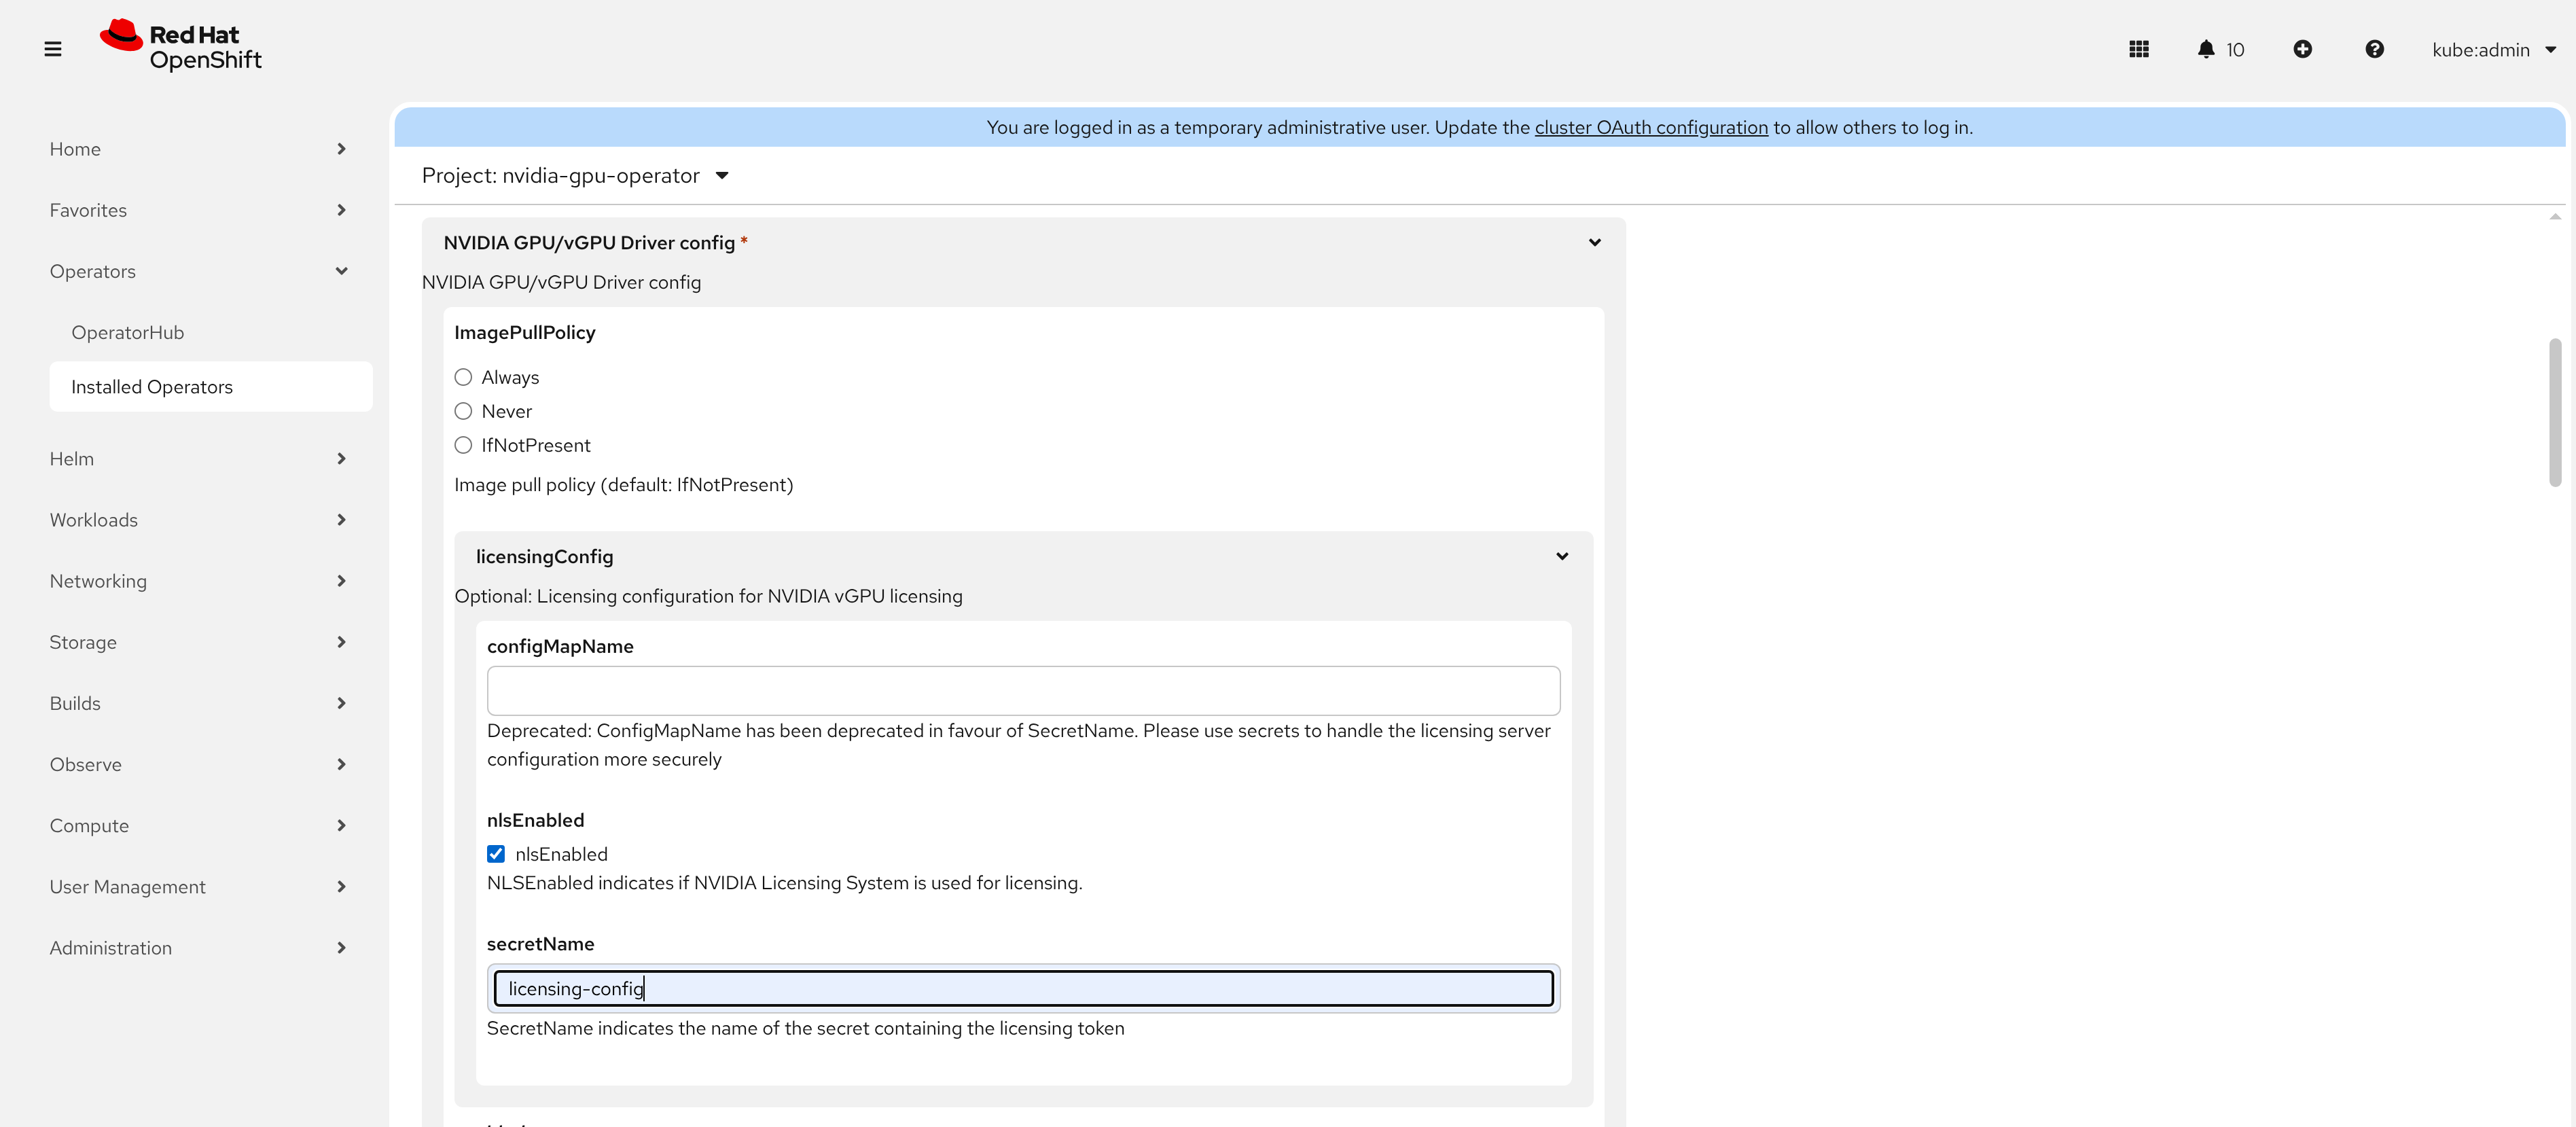 Red Hat
OpenShift
10
kube:admin
Home
Favorites
Operators
OperatorHub
Installed Operators
Helm
Workloads
Networking
Storage
Builds
Observe
Compute
User Management
Administration
You are logged in as a temporary administrative user. Update the cluster OAuth configuration to allow others to log in.
Project: nvidia-gpu-operator
NVIDIA GPU/vGPU Driver config *
NVIDIA GPU/vGPU Driver config
ImagePullPolicy
Always
Never
IfNotPresent
Image pull policy (default: IfNotPresent)
licensingConfig
Optional: Licensing configuration for NVIDIA vGPU licensing
configMapName
Deprecated: ConfigMapName has been deprecated in favour of SecretName. Please use secrets to handle the licensing server
configuration more securely
nlsEnabled
nlsEnabled
NLSEnabled indicates if NVIDIA Licensing System is used for licensing.
secretName
licensing-config
SecretName indicates the name of the secret containing the licensing token